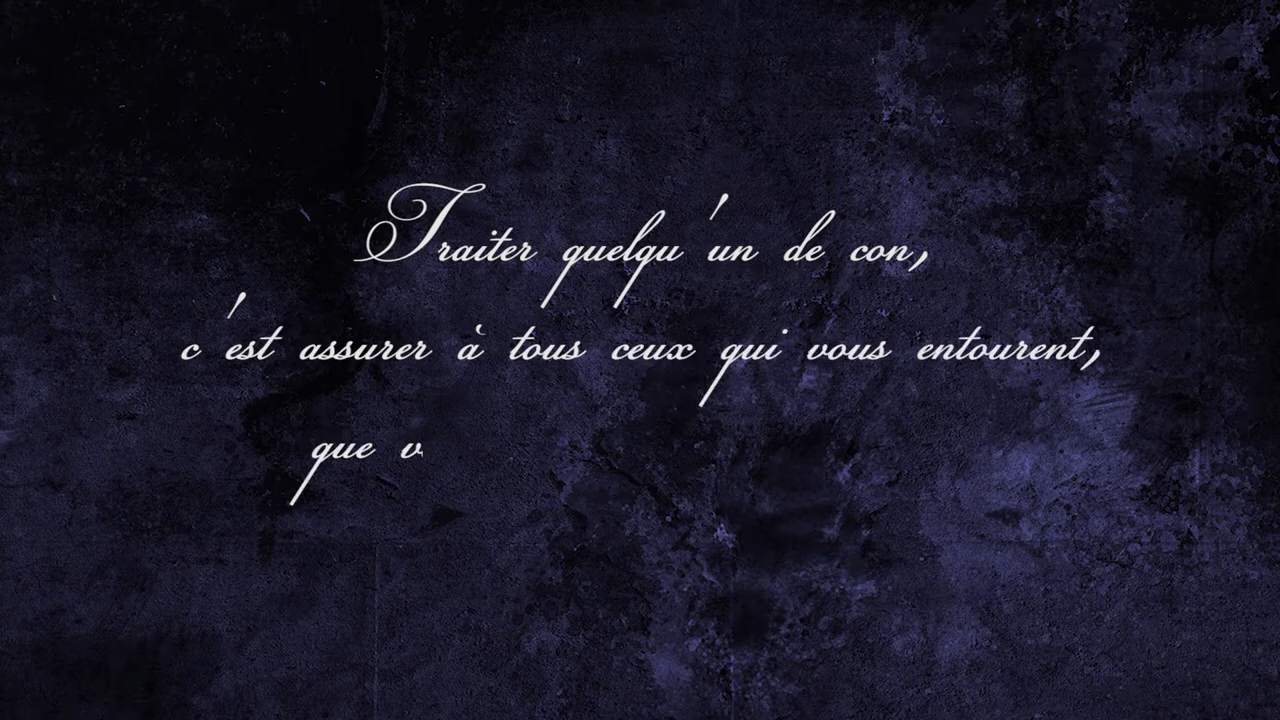 Traiter quelqu'un de con,
c'est assurer à tous ceux qui vous entourent,
que v